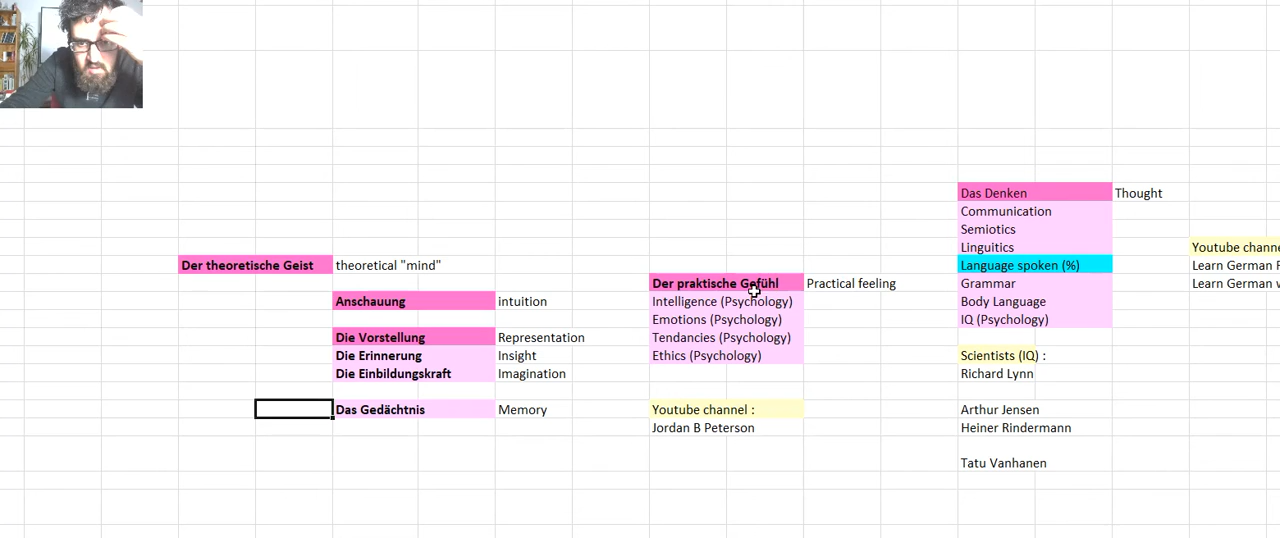 Das Denken Thought
Communication
Semiotics
Linguitics Youtube channe
Der theoretische Geist theoretical "mind" Language spoken (%) Learn German
Der praktische Gefühl Practical feeling Grammar Learn German
Anschauung intuition Intelligence (Psychology) Body Language
Emotions (Psychology) IQ (Psychology)
Die Vorstellung Representation Tendancies (Psychology)
Die Erinnerung Insight Ethics (Psychology) Scientists (IQ) :
Die Einbildungskraft Imagination Richard Lynn
Das Gedächtnis Memory Youtube channel : Arthur Jensen
Jordan B Peterson Heiner Rindermann
Tatu Vanhanen